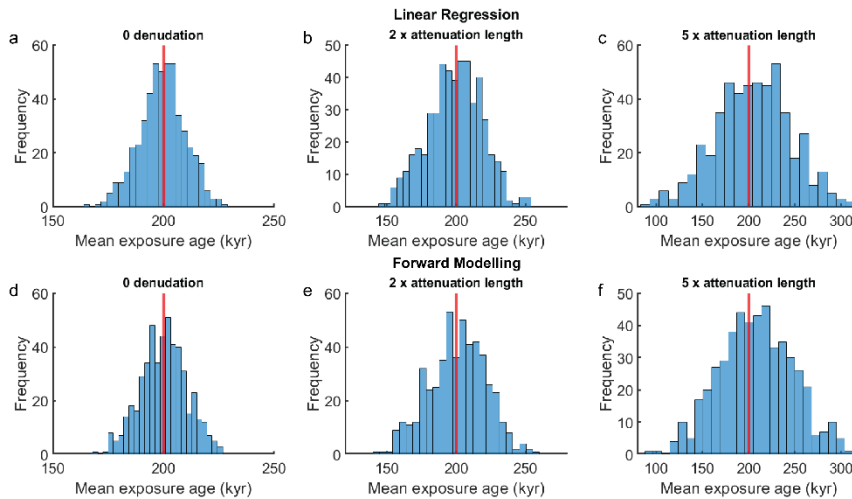 Linear Regression
a
0 denudation
60
40
20
0
Frequency
150
200
250
Mean exposure age (kyr)
b
2 x attenuation length
50
40
30
20
10
0
Frequency
150
200
250
Mean exposure age (kyr)
c
5 x attenuation length
60
40
20
0
Frequency
100
150
200
250
300
Mean exposure age (kyr)
Forward Modelling
d
0 denudation
60
40
20
0
Frequency
150
200
250
Mean exposure age (kyr)
e
2 x attenuation length
60
40
20
0
Frequency
150
200
250
Mean exposure age (kyr)
f
5 x attenuation length
50
40
30
20
10
0
Frequency
100
150
200
250
300
Mean exposure age (kyr)